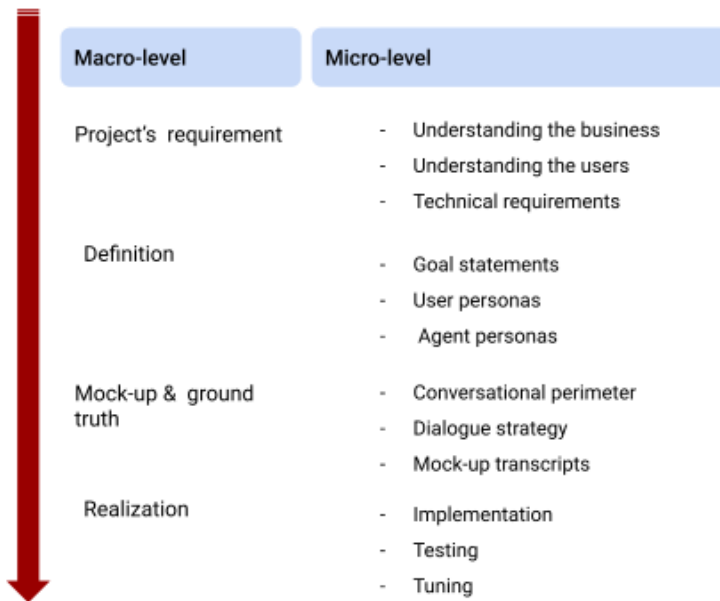 Macro-level
Micro-level
Project's requirement
- Understanding the business
- Understanding the users
- Technical requirements
Definition
- Goal statements
- User personas
- Agent personas
Mock-up & ground
truth
- Conversational perimeter
- Dialogue strategy
- Mock-up transcripts
Realization
- Implementation
- Testing
- Tuning